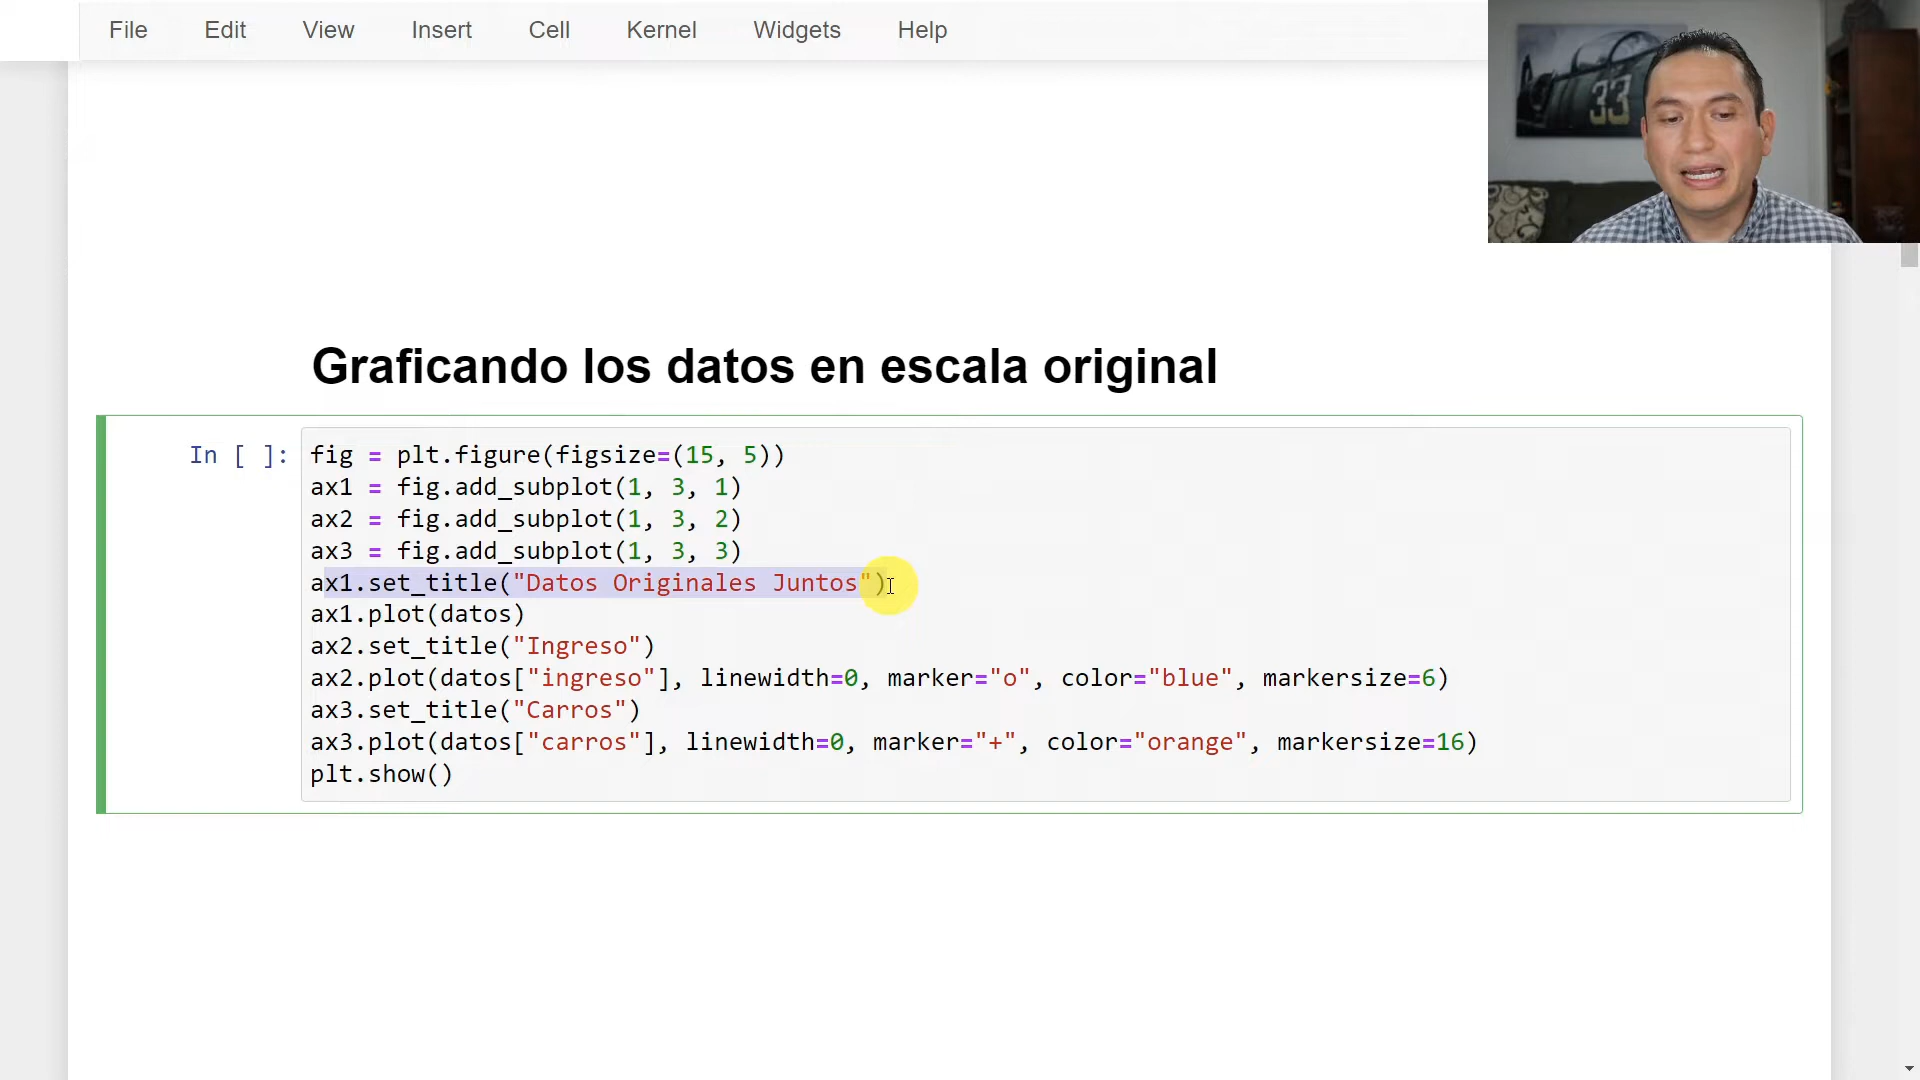 File Edit View Insert Cell Kernel Widgets Help
33
Graficando los datos en escala original
In [ ]: fig = plt.figure(figsize=(15, 5))
ax1 = fig.add_subplot(1, 3, 1)
ax2 = fig.add_subplot(1, 3, 2)
ax3 = fig.add_subplot(1, 3, 3)
ax1.set_title("Datos Originales Juntos")
ax1.plot(datos)
ax2.set_title("Ingreso")
ax2.plot(datos["ingreso"], linewidth=0, marker="o", color="blue", markersize=6)
ax3.set_title("Carros")
ax3.plot(datos["carros"], linewidth=0, marker="+", color="orange", markersize=16)
plt.show()